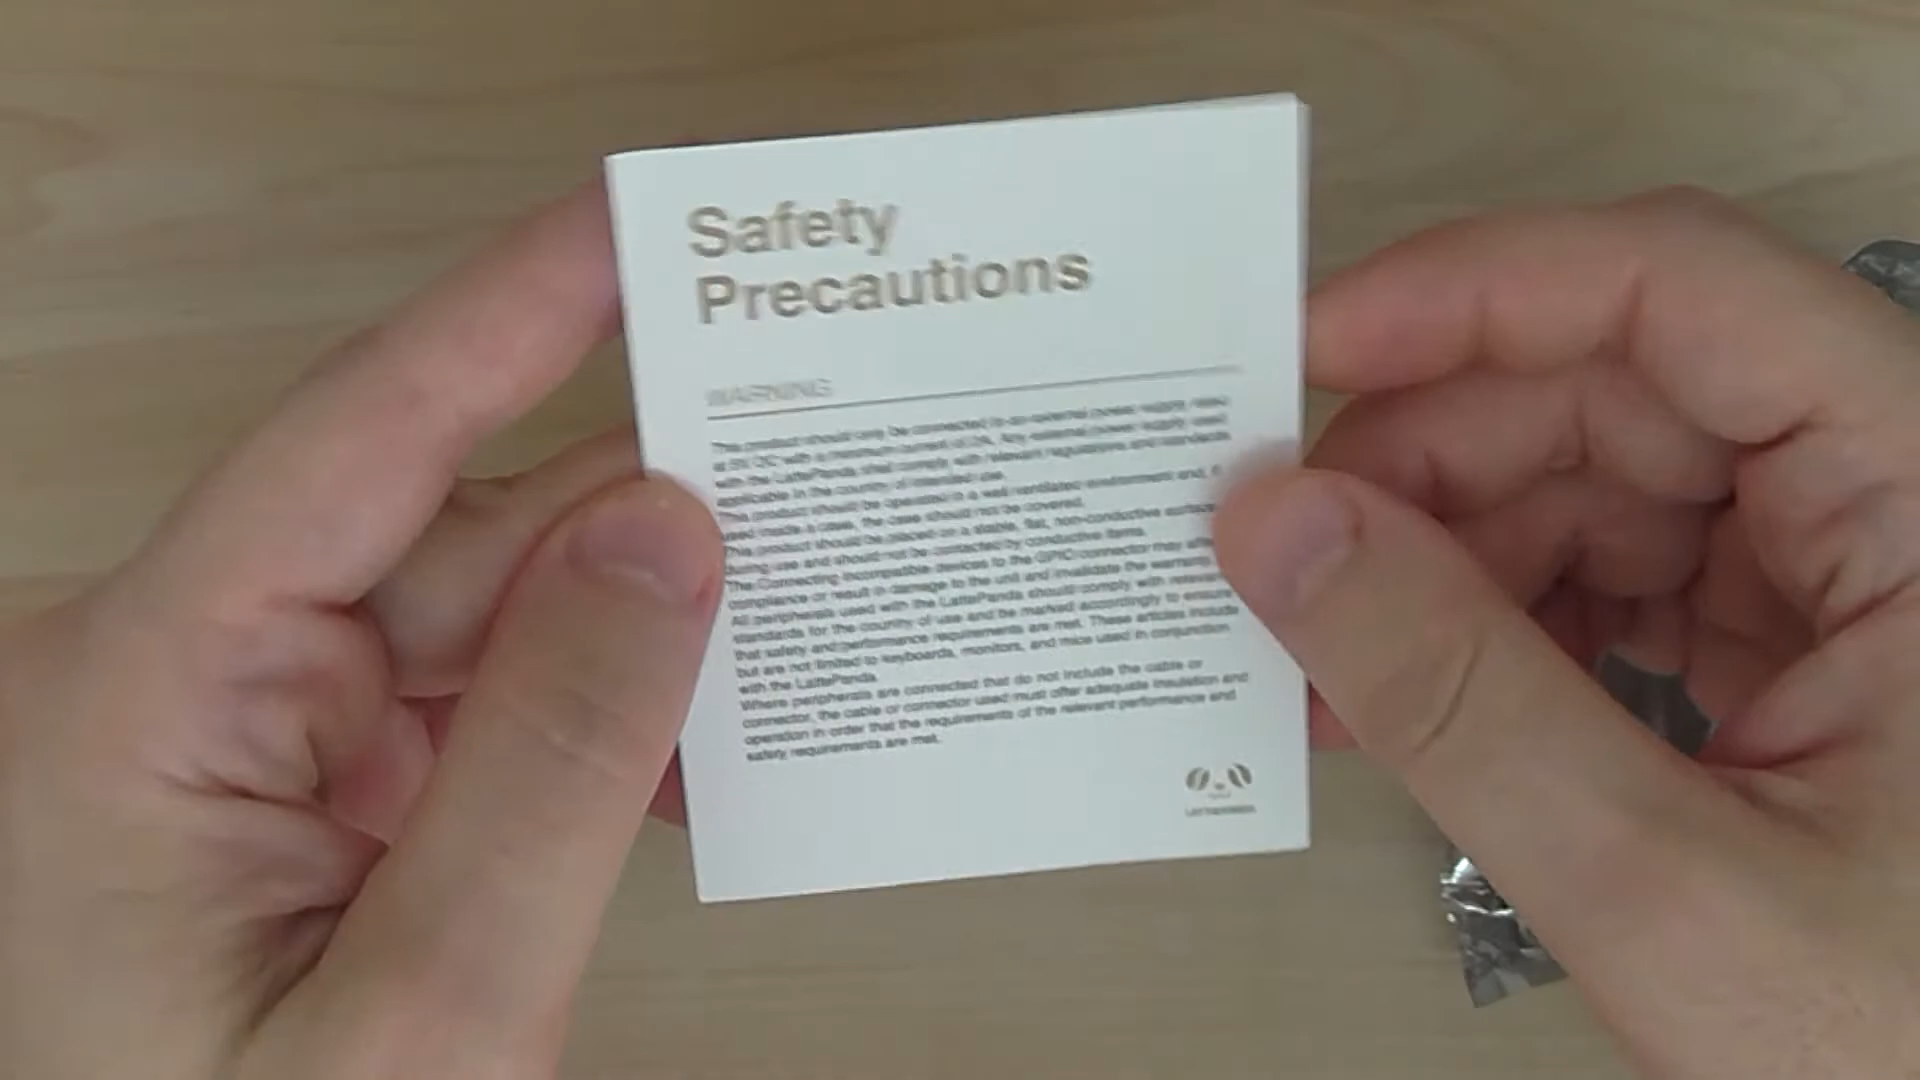 Safety
Precautions
WARNING
This product should only be connected to an external power supply rated
at 5V DC with a minimum current of 2A. Any external power supply used
with the LattePanda shall comply with relevant regulations and standards
applicable in the country of intended use.
This product should be operated in a well ventilated environment and, if
used inside a case, the case should not be covered.
This product should be placed on a stable, flat, non-conductive surface
use and should not be contacted by conductive items.
The Connecting incompatible devices to the GPIO connector may
compliance or result in damage to the unit and invalidate the warranty
All peripherals used with the LattePanda should comply with relevant
standards for the country of use and be marked accordingly to ensure
that safety and performance requirements are met. These articles include
but are not limited to keyboards, monitors, and mice used in conjunction
with the LattePanda.
Where peripherals are connected that do not include the cable or
connector, the cable or connector used must offer adequate insulation and
operation in order that the requirements of the relevant performance and
safety requirements are met.
LATTEPANDA